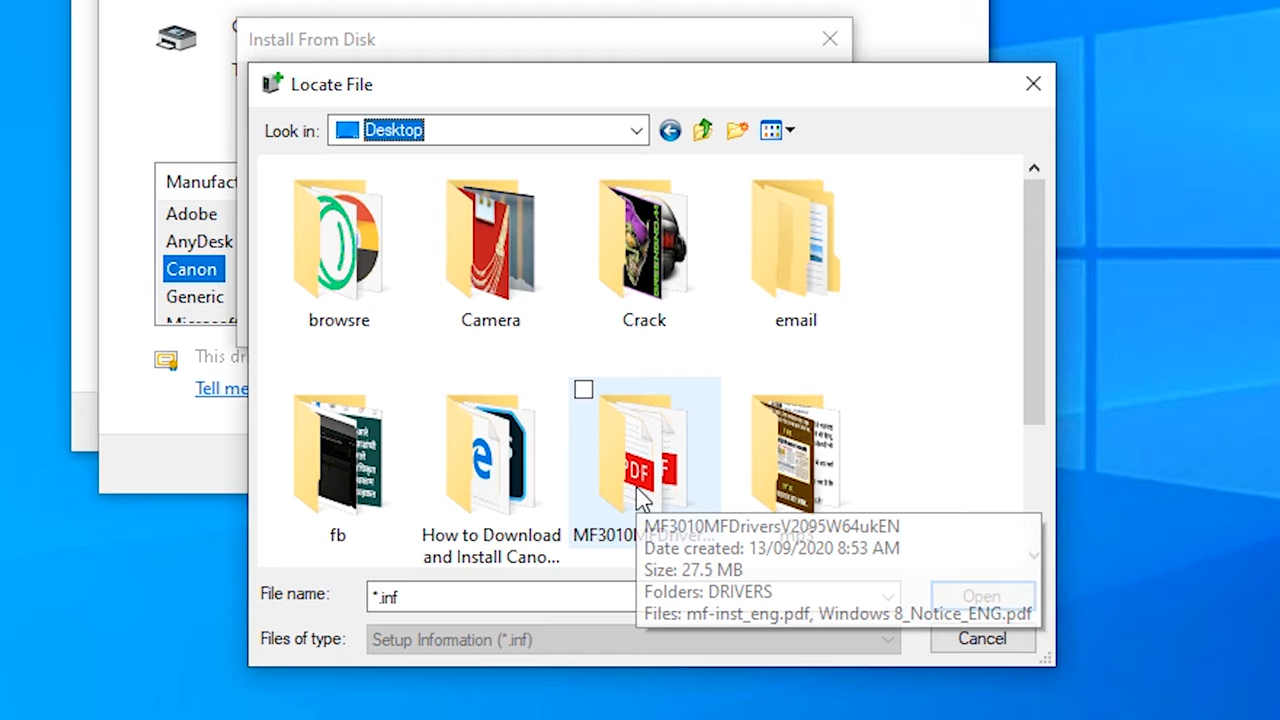 Install From Disk
Locate File
Look in:
Desktop
Manufact
Adobe
AnyDesk
Canon
Generic
This dr
Tell me
browsre
Camera
Crack
email
PDF
fb
How to Download
and Install Cano...
MF3010MFDriver...
MF3010MFDriversV2095W64ukEN
Date created: 13/09/2020 8:53 AM
Size: 27.5 MB
Folders: DRIVERS
Files: mf-inst_eng.pdf, Windows 8_Notice_ENG.pdf
File name:
*.inf
Open
Files of type:
Setup Information (*.inf)
Cancel